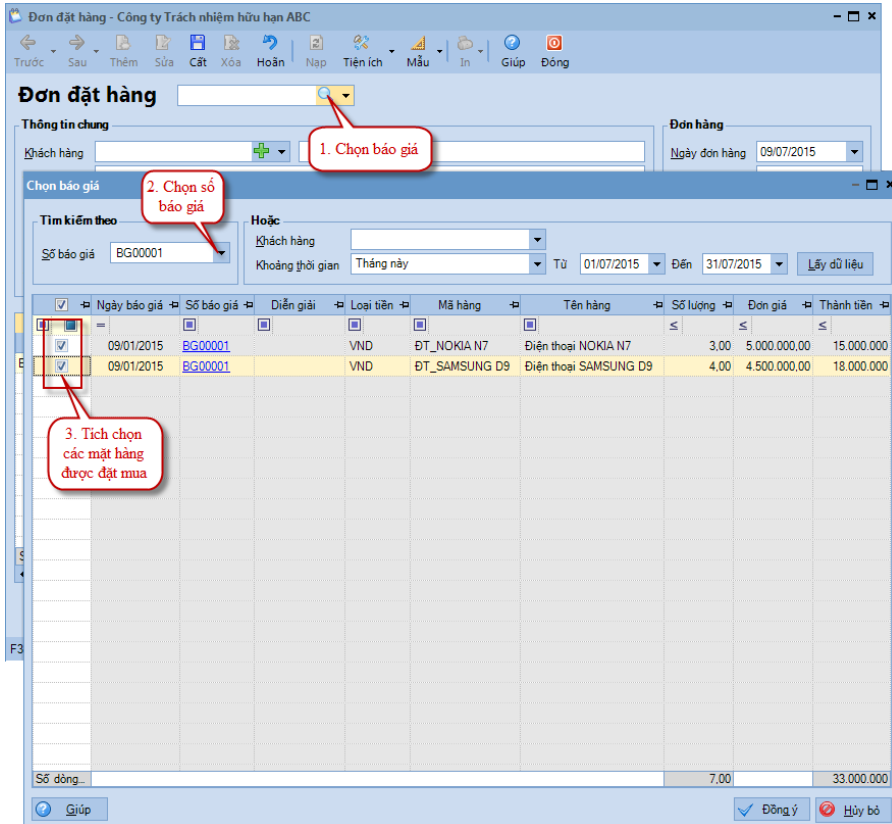 Đơn đặt hàng - Công ty Trách nhiệm hữu hạn ABC
Trước Sau Thêm Sửa Cất Xóa Hoãn Nạp Tiện ích Mẫu In Giúp Đóng
Đơn đặt hàng
Thông tin chung Đơn hàng
Khách hàng Ngày đơn hàng 09/07/2015
1. Chọn báo giá
Chọn báo giá
2. Chọn số
báo giá
Tìm kiếm theo Hoặc
Số báo giá BG00001
Khách hàng
Khoảng thời gian Tháng này Từ 01/07/2015 Đến 31/07/2015 Lấy dữ liệu
Ngày báo giá Số báo giá Diễn giải Loại tiền Mã hàng Tên hàng Số lượng Đơn giá Thành tiền
= ≤ ≤ ≤
09/01/2015 BG00001 VND ĐT_NOKIA N7 Điện thoại NOKIA N7 3,00 5.000.000,00 15.000.000
09/01/2015 BG00001 VND ĐT_SAMSUNG D9 Điện thoại SAMSUNG D9 4,00 4.500.000,00 18.000.000
3. Tích chọn
các mặt hàng
được đặt mua
F3
Số dòng... 7,00 33.000.000
Giúp Đồng ý Hủy bỏ